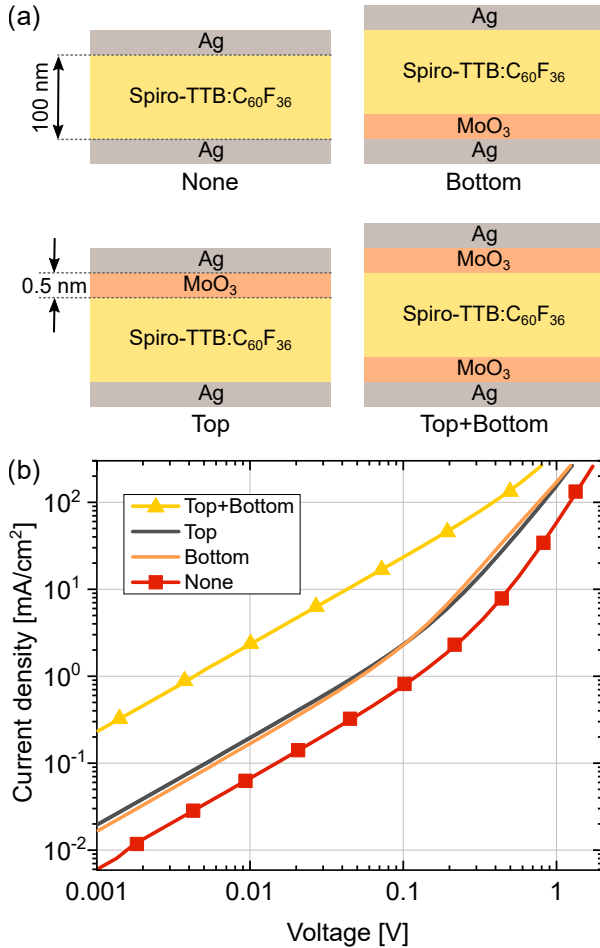 (a)
Ag
Spiro-TTB:C₆₀F₃₆
Ag
100 nm
None
Ag
Spiro-TTB:C₆₀F₃₆
MoO₃
Ag
Bottom
Ag
MoO₃
0.5 nm
Spiro-TTB:C₆₀F₃₆
Ag
Top
Ag
MoO₃
Spiro-TTB:C₆₀F₃₆
MoO₃
Ag
Top+Bottom
(b)
Top+Bottom
Top
Bottom
None
10²
10¹
10⁰
10⁻¹
10⁻²
Current density [mA/cm²]
0.001 0.01 0.1 1
Voltage [V]